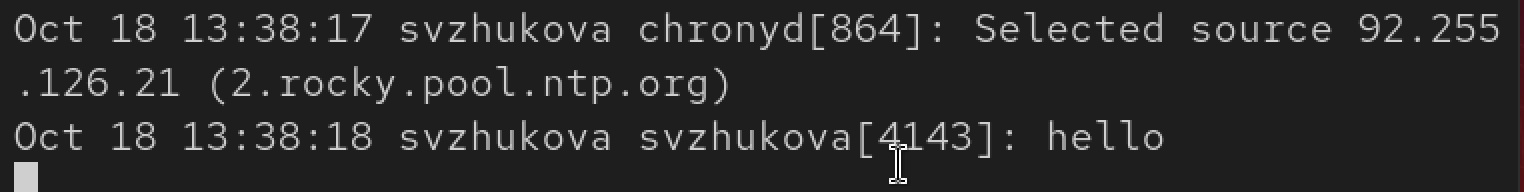 Oct 18 13:38:17 svzhukova chronyd[864]: Selected source 92.255
.126.21 (2.rocky.pool.ntp.org)
Oct 18 13:38:18 svzhukova svzhukova[4143]: hello